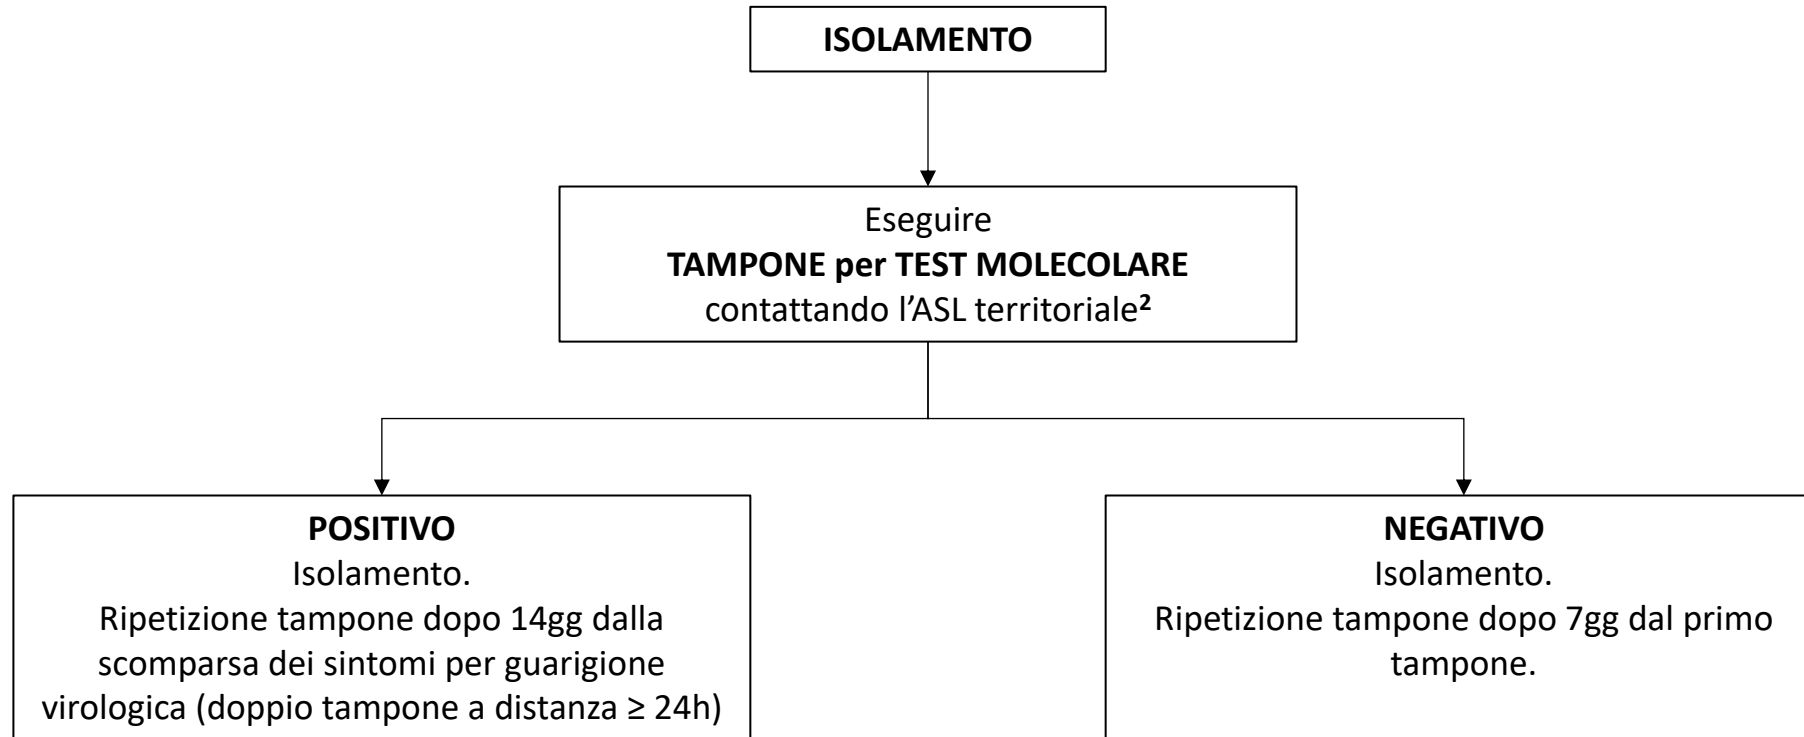 ISOLAMENTO
Eseguire
TAMPONE per TEST MOLECOLARE
contattando l’ASL territoriale²
POSITIVO
Isolamento.
Ripetizione tampone dopo 14gg dalla
scomparsa dei sintomi per guarigione
virologica (doppio tampone a distanza ≥ 24h)
NEGATIVO
Isolamento.
Ripetizione tampone dopo 7gg dal primo
tampone.